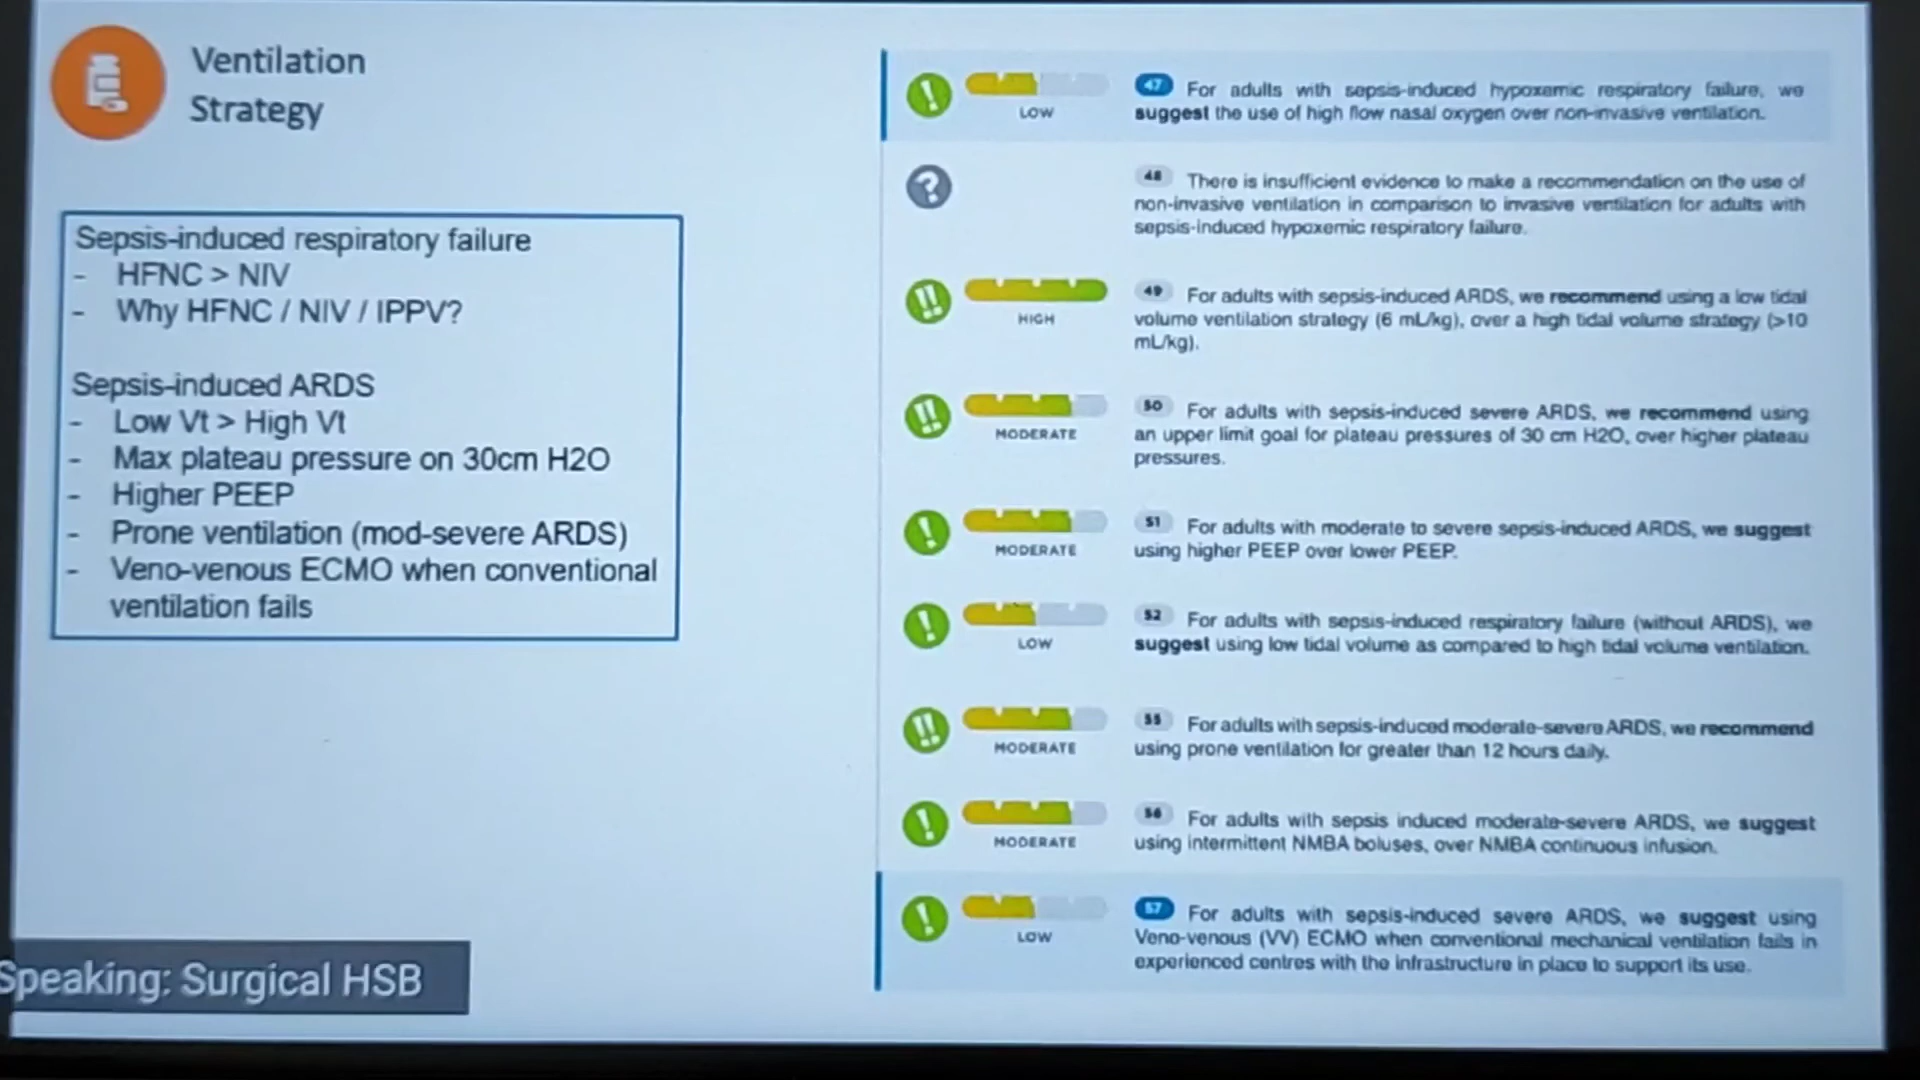 Ventilation
Strategy
Sepsis-induced respiratory failure
- HFNC > NIV
- Why HFNC / NIV / IPPV?
Sepsis-induced ARDS
- Low Vt > High Vt
- Max plateau pressure on 30cm H2O
- Higher PEEP
- Prone ventilation (mod-severe ARDS)
- Veno-venous ECMO when conventional
ventilation fails
Speaking: Surgical HSB
LOW
47 For adults with sepsis-induced hypoxemic respiratory failure, we
suggest the use of high flow nasal oxygen over non-invasive ventilation.
48 There is insufficient evidence to make a recommendation on the use of
non-invasive ventilation in comparison to invasive ventilation for adults with
sepsis-induced hypoxemic respiratory failure.
HIGH
49 For adults with sepsis-induced ARDS, we recommend using a low tidal
volume ventilation strategy (6 mL/kg), over a high tidal volume strategy (>10
mL/kg).
MODERATE
50 For adults with sepsis-induced severe ARDS, we recommend using
an upper limit goal for plateau pressures of 30 cm H2O, over higher plateau
pressures.
MODERATE
51 For adults with moderate to severe sepsis-induced ARDS, we suggest
using higher PEEP over lower PEEP.
LOW
52 For adults with sepsis-induced respiratory failure (without ARDS), we
suggest using low tidal volume as compared to high tidal volume ventilation.
MODERATE
55 For adults with sepsis-induced moderate-severe ARDS, we recommend
using prone ventilation for greater than 12 hours daily.
MODERATE
56 For adults with sepsis induced moderate-severe ARDS, we suggest
using intermittent NMBA boluses, over NMBA continuous infusion.
LOW
57 For adults with sepsis-induced severe ARDS, we suggest using
Veno-venous (VV) ECMO when conventional mechanical ventilation fails in
experienced centres with the infrastructure in place to support its use.